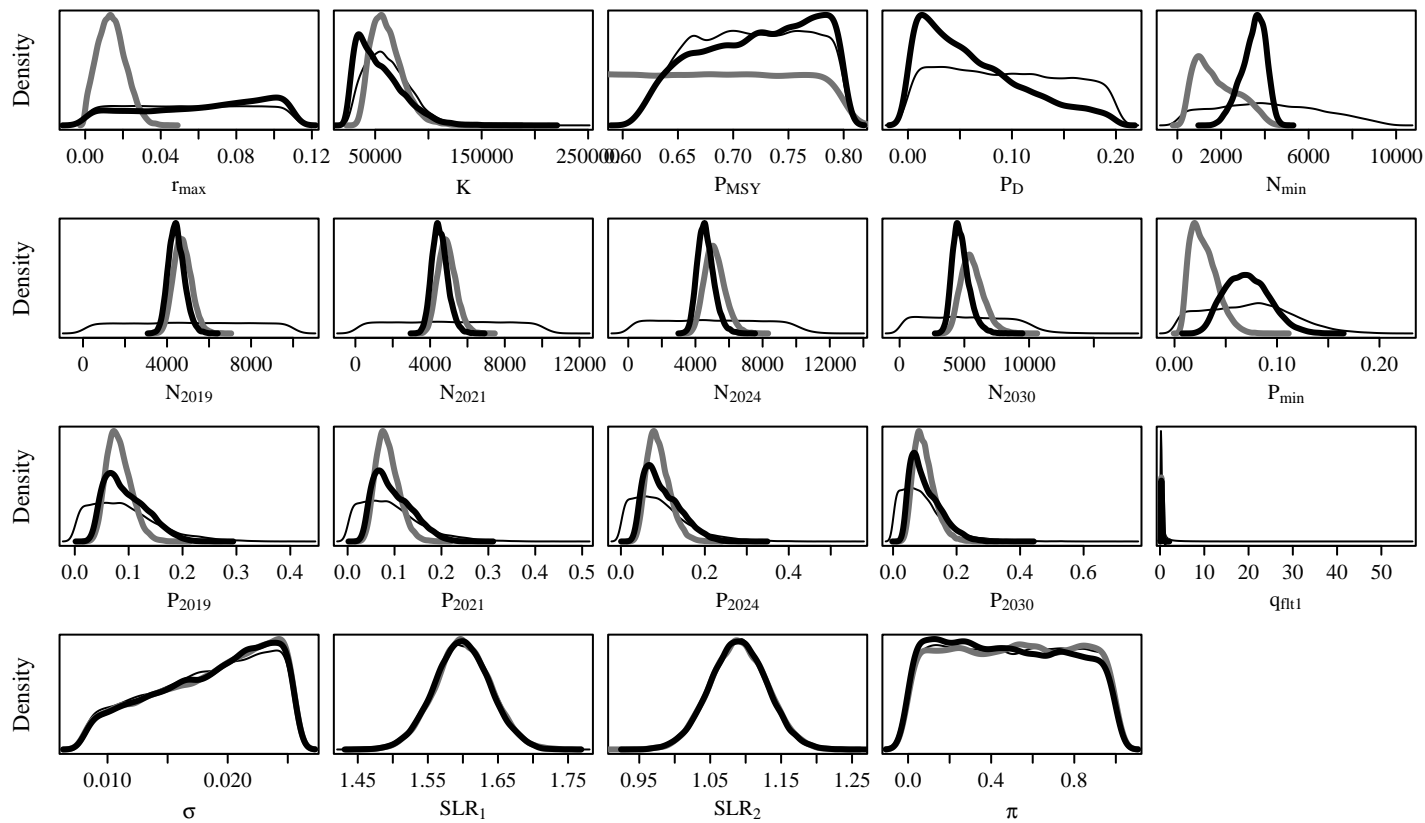 Density
0.00 0.04 0.08 0.12
50000 150000 250000
0.60 0.65 0.70 0.75 0.80
0.00 0.05 0.10 0.20
0 2000 6000 10000
r_max
K
P_MSY
P_D
N_min
Density
0 4000 8000
0 4000 8000 12000
0 4000 8000 14000
0 5000 10000
0.00 0.10 0.20
N_2019
N_2021
N_2024
N_2030
P_min
Density
0.0 0.1 0.2 0.3 0.4
0.0 0.1 0.2 0.3 0.4 0.5
0.0 0.2 0.4
0.0 0.2 0.4 0.6
0 10 20 30 40 50
P_2019
P_2021
P_2024
P_2030
q_flt1
Density
0.010 0.020
1.45 1.55 1.65 1.75
0.95 1.05 1.15 1.25
0.0 0.4 0.8
σ
SLR_1
SLR_2
π